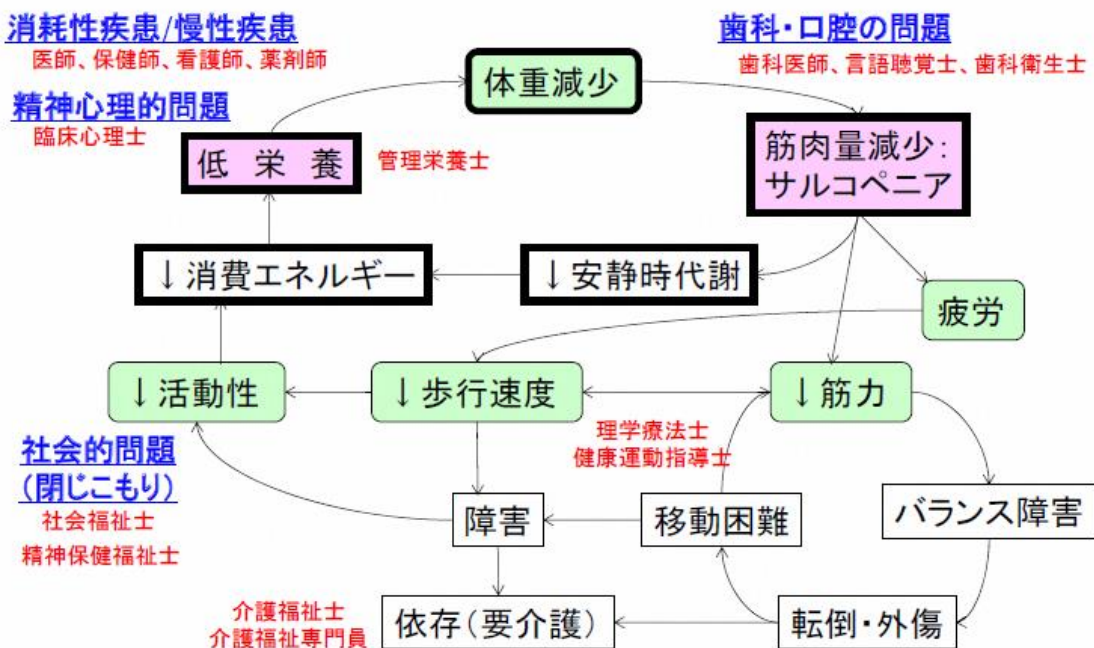 消耗性疾患/慢性疾患
医師、保健師、看護師、薬剤師
歯科・口腔の問題
歯科医師、言語聴覚士、歯科衛生士
体重減少
精神心理的問題
臨床心理士
低 栄 養
管理栄養士
筋肉量減少:
サルコペニア
↓消費エネルギー
↓安静時代謝
疲労
↓活動性
↓歩行速度
↓筋力
理学療法士
健康運動指導士
社会的問題
(閉じこもり)
社会福祉士
精神保健福祉士
障害
移動困難
バランス障害
介護福祉士
介護福祉専門員
依存(要介護)
転倒・外傷